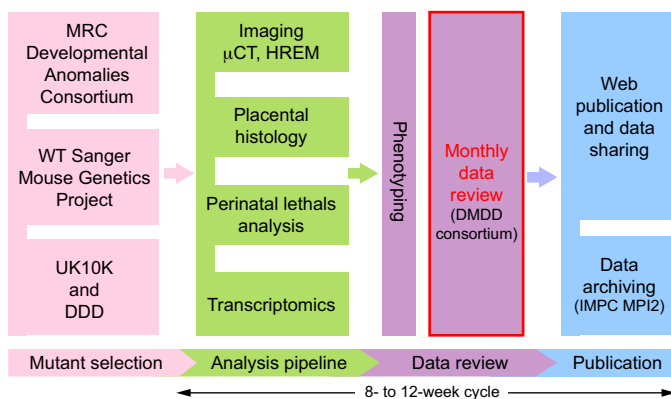 MRC
Developmental
Anomalies
Consortium
WT Sanger
Mouse Genetics
Project
UK10K
and
DDD
Imaging
μCT, HREM
Placental
histology
Perinatal lethals
analysis
Transcriptomics
Phenotyping
Monthly
data
review
(DMDD
consortium)
Web
publication
and data
sharing
Data
archiving
(IMPC MPI2)
Mutant selection
Analysis pipeline
Data review
Publication
8- to 12-week cycle